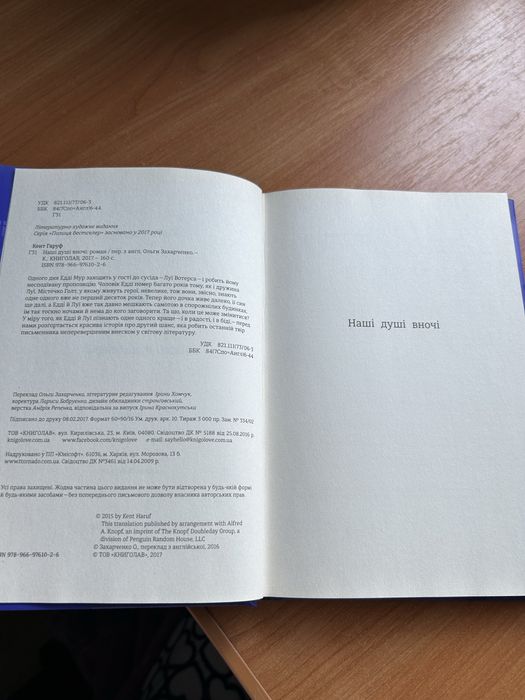 УДК 821.111(73)'06-3
ББК 84(7Спо=Англ)6-44
Г31
Літературно-художнє видання
Серія «Полиця бестселер» заснована у 2017 році
Кент Гаруф
Г31 Наші душі вночі: роман / пер. з англ. Ольги Захарченко. –
К.: КНИГОЛАВ, 2017. – 160 с.
ISBN 978-966-97610-2-6
Одного дня Едді Мур заходить у гості до сусіда – Луї Вотерса – і робить йому
несподівану пропозицію. Чоловік Едді помер багато років тому, як і дружина
Луї. Містечко Голт, у якому живуть герої, невелике, тож вони, звісно, знають
одне одного вже не перший десяток років. Тепер його дочка живе далеко, її син
ще далі, а Едді й Луї вже так давно мешкають самотою в спорожнілих будинках,
їм так тоскно ночами й нема до кого заговорити. Та що, коли це може змінитися?
У міру того, як Едді й Луї пізнають одне одного краще – і в радості, і в біді, – перед
нами розгортається красива історія про другий шанс, яка робить останній твір
письменника неперевершеним внеском у світову літературу.
УДК 821.111(73)'06-3
ББК 84(7Спо=Англ)6-44
Переклад Ольги Захарченко, літературне редагування Ірини Хомчук,
коректура Лариси Бобрук, дизайн обкладинки
верстка Андрія Репенка, відповідальна за випуск Ірина Краснокутська
Підписано до друку 08.02.2017. Формат 60×90/16 Ум. друк. арк. 10. Тираж 3 000 пр. Зам. № 354/02
ТОВ «КНИГОЛАВ», вул. Кирилівська, 23, м. Київ, 04080. Свідоцтво ДК № 5188 від 25.08.2016 р.
knigolove.com.ua www.facebook.com/knigolove e-mail: sayhello@knigolove.com.ua
Надруковано у ПП «Юнісофт». 61036, м. Харків, вул. Морозова, 13 б.
www.tornado.com.ua. Свідоцтво ДК №3461 від 14.04.2009 р.
Усі права захищені. Жодна частина цього видання не може бути відтворена у будь-якій формі
й будь-якими засобами – без попереднього письмового дозволу власника авторських прав
© 2015 by Kent Haruf
This translation published by arrangement with Alfred
A. Knopf, an imprint of The Knopf Doubleday Group, a
division of Penguin Random House, LLC
© Захарченко О., переклад з англійської, 2016
ISBN 978-966-97610-2-6 © ТОВ «КНИГОЛАВ», 2017
Наші душі вночі